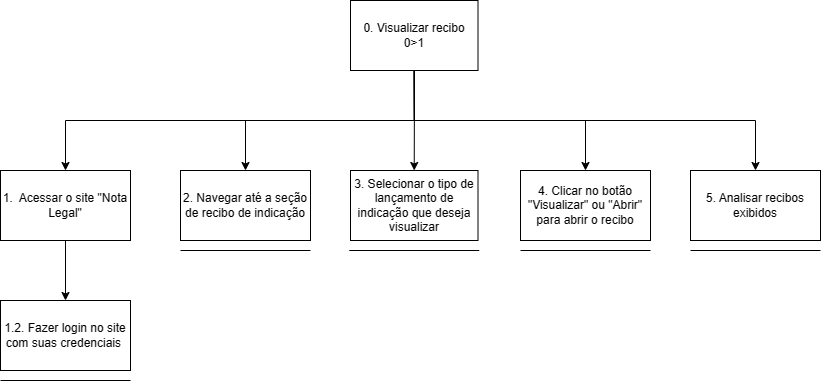 0. Visualizar recibo
0>1
1. Acessar o site "Nota
Legal"
2. Navegar até a seção
de recibo de indicação
3. Selecionar o tipo de
lançamento de
indicação que deseja
visualizar
4. Clicar no botão
"Visualizar" ou "Abrir"
para abrir o recibo
5. Analisar recibos
exibidos
1.2. Fazer login no site
com suas credenciais